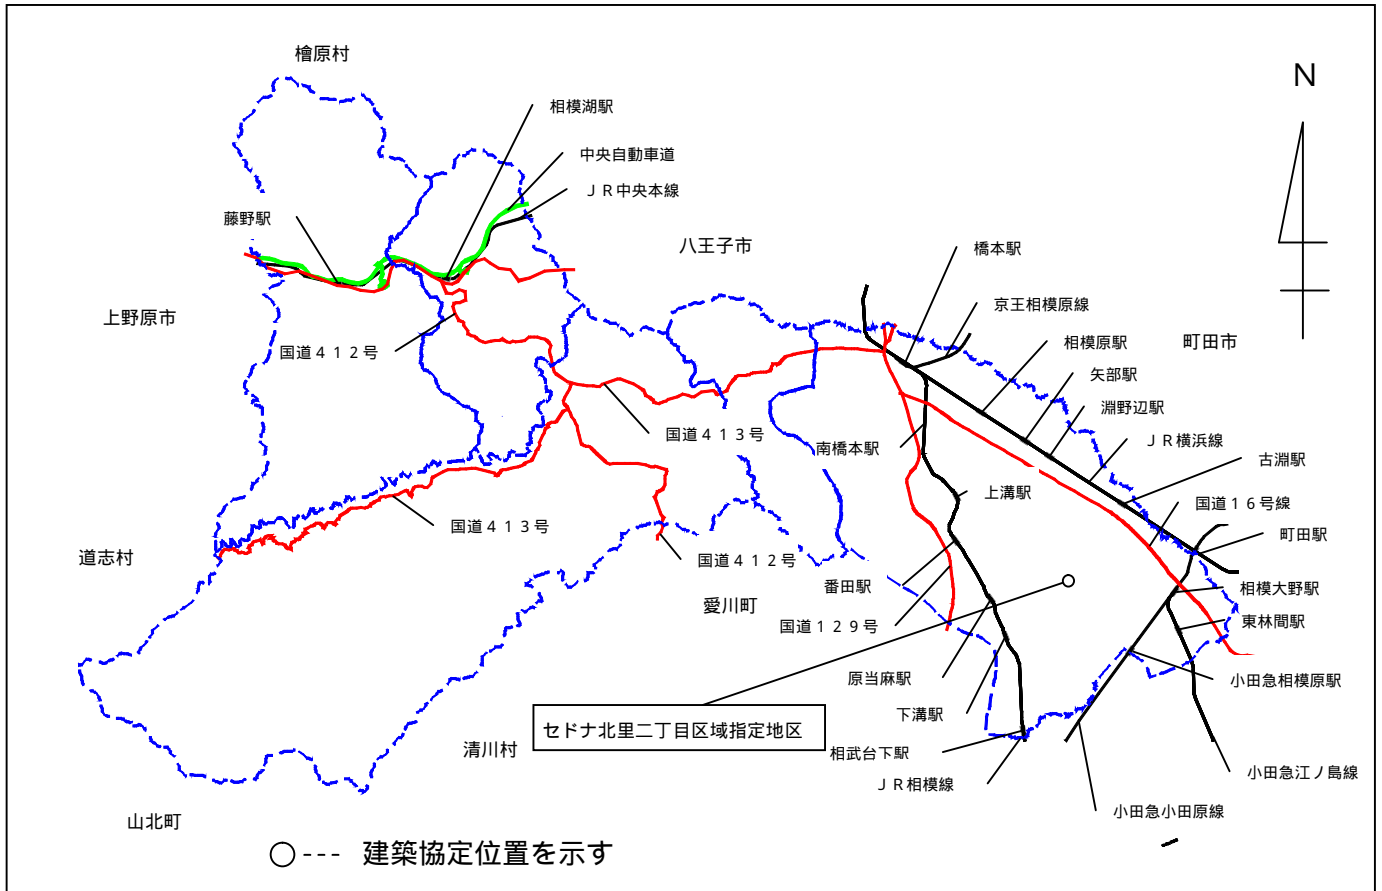 檜原村
N
相模湖駅
中央自動車道
ＪＲ中央本線
藤野駅
八王子市
橋本駅
京王相模原線
上野原市
相模原駅
町田市
国道４１２号
矢部駅
淵野辺駅
国道４１３号
南橋本駅
ＪＲ横浜線
古淵駅
上溝駅
国道１６号線
国道４１３号
町田駅
道志村
国道４１２号
番田駅
相模大野駅
愛川町
国道１２９号
東林間駅
原当麻駅
小田急相模原駅
下溝駅
セドナ北里二丁目区域指定地区
清川村
相武台下駅
小田急江ノ島線
ＪＲ相模線
小田急小田原線
山北町
○--- 建築協定位置を示す